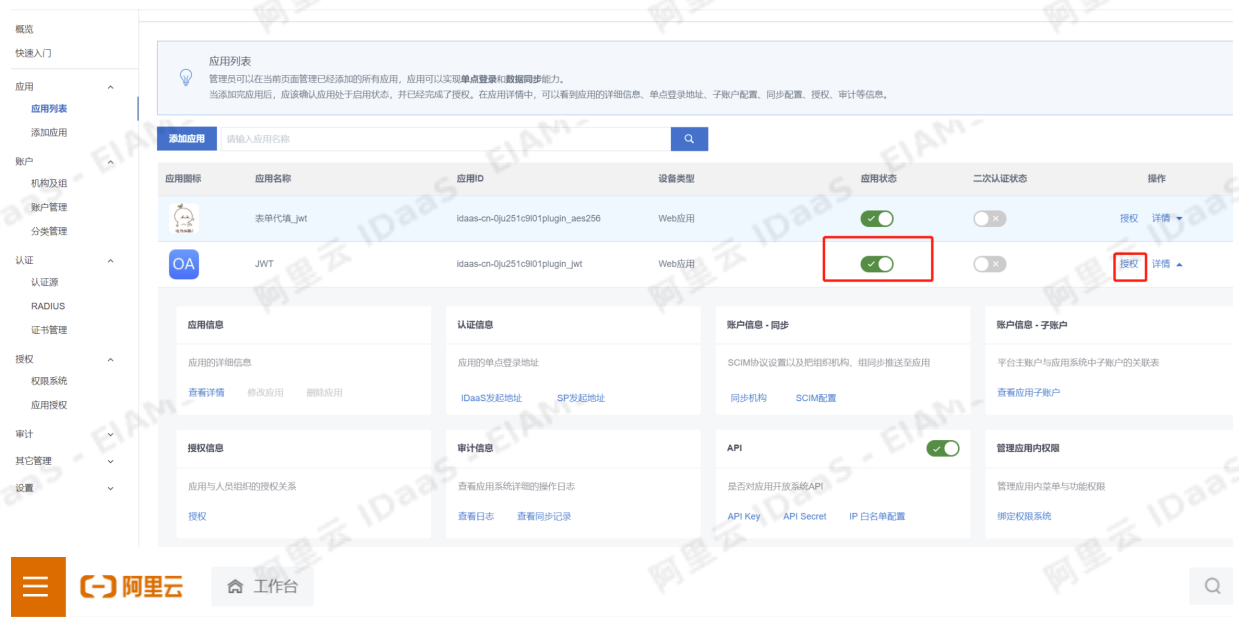 概览
快速入门
应用
应用列表
添加应用
账户
机构及组
账户管理
分类管理
认证
认证源
RADIUS
证书管理
授权
权限系统
应用授权
审计
其它管理
设置
应用列表
管理员可以在当前页面管理已经添加的所有应用，应用可以实现单点登录和数据同步能力。
当添加完应用后，应该确认应用处于启用状态，并已经完成了授权。在应用详情中，可以看到应用的详细信息、单点登录地址、子账户配置、同步配置、授权、审计等信息。
添加应用 请输入应用名称
应用图标 应用名称 应用ID 设备类型 应用状态 二次认证状态 操作
表单代填_jwt idaas-cn-0ju251c9l01plugin_aes256 Web应用 授权 详情
OA JWT idaas-cn-0ju251c9l01plugin_jwt Web应用 授权 详情
应用信息 认证信息 账户信息 - 同步 账户信息 - 子账户
应用的详细信息 应用的单点登录地址 SCIM协议设置以及把组织机构、组同步推送至应用 平台主账户与应用系统中子账户的关联表
查看详情 修改应用 删除应用 IDaaS发起地址 SP发起地址 同步机构 SCIM配置 查看应用子账户
授权信息 审计信息 API 管理应用内权限
应用与人员组织的授权关系 查看应用系统详细的操作日志 是否对应用开放系统API 管理应用内菜单与功能权限
授权 查看日志 查看同步记录 API Key API Secret IP 白名单配置 绑定权限系统
阿里云 工作台
阿里云 IDaaS - EIAM